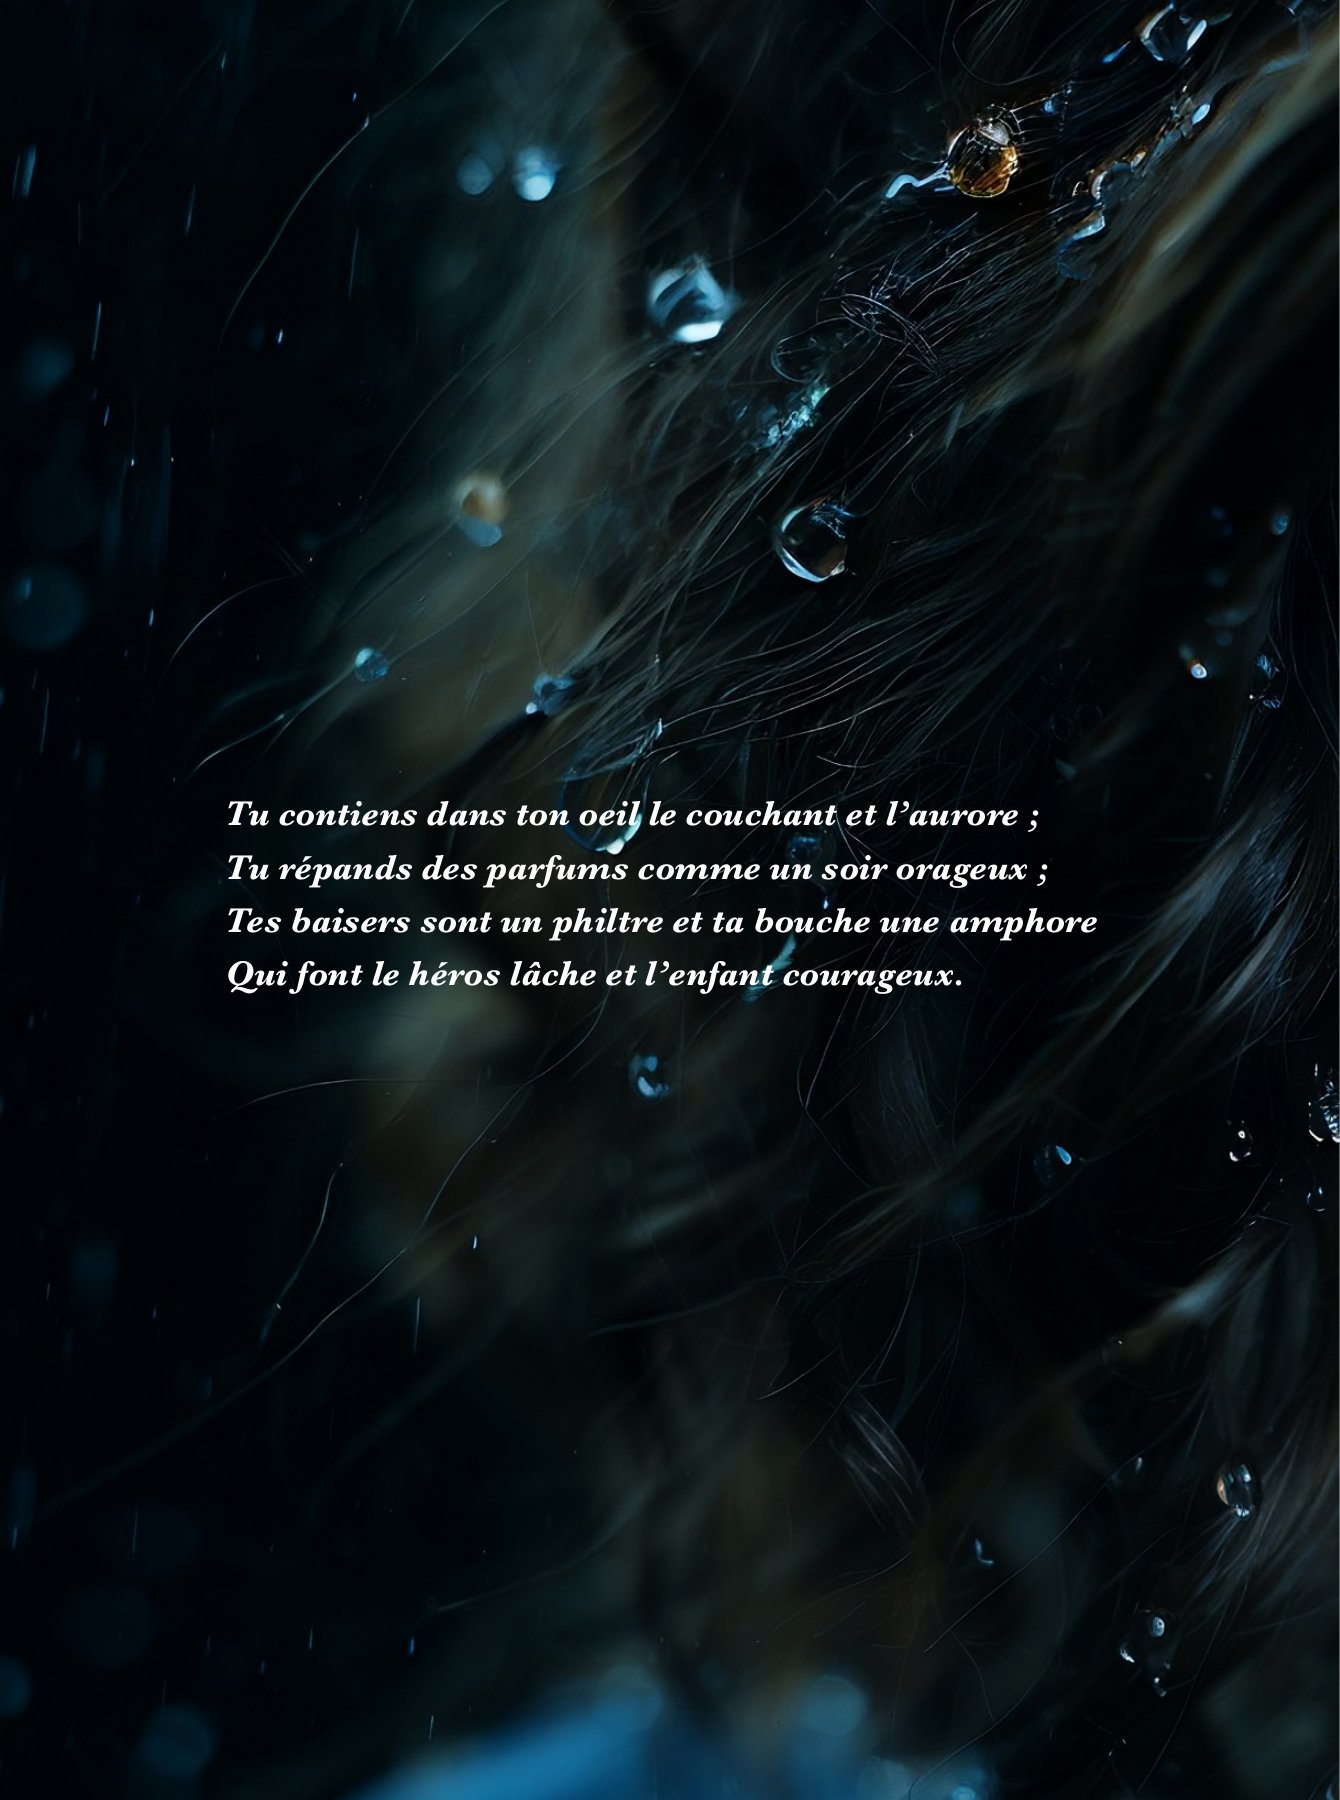 Tu contiens dans ton oeil le couchant et l’aurore ;
Tu répands des parfums comme un soir orageux ;
Tes baisers sont un philtre et ta bouche une amphore
Qui font le héros lâche et l’enfant courageux.